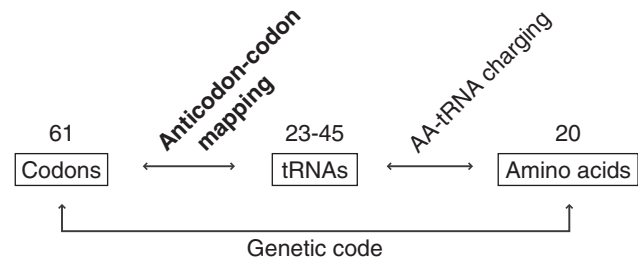 Anticodon-codon
mapping
AA-tRNA charging
61
23-45
20
Codons
tRNAs
Amino acids
Genetic code